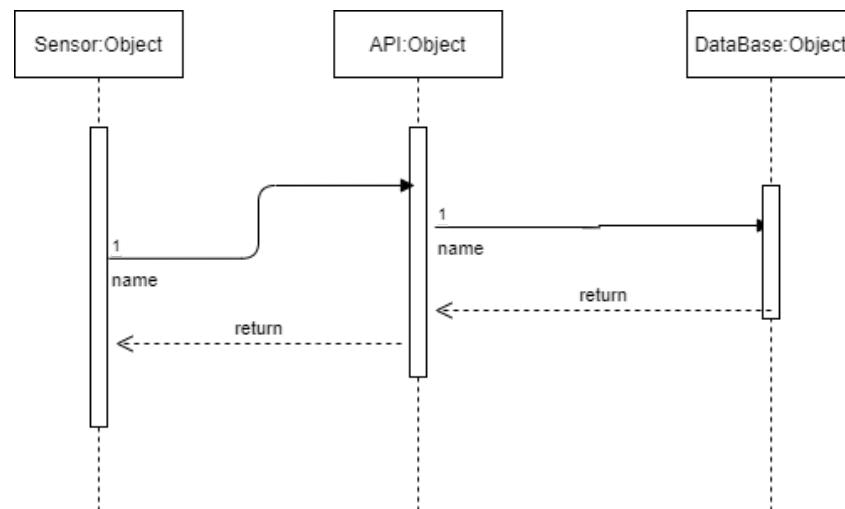 Sensor:Object
API:Object
DataBase:Object
1
name
1
name
return
return